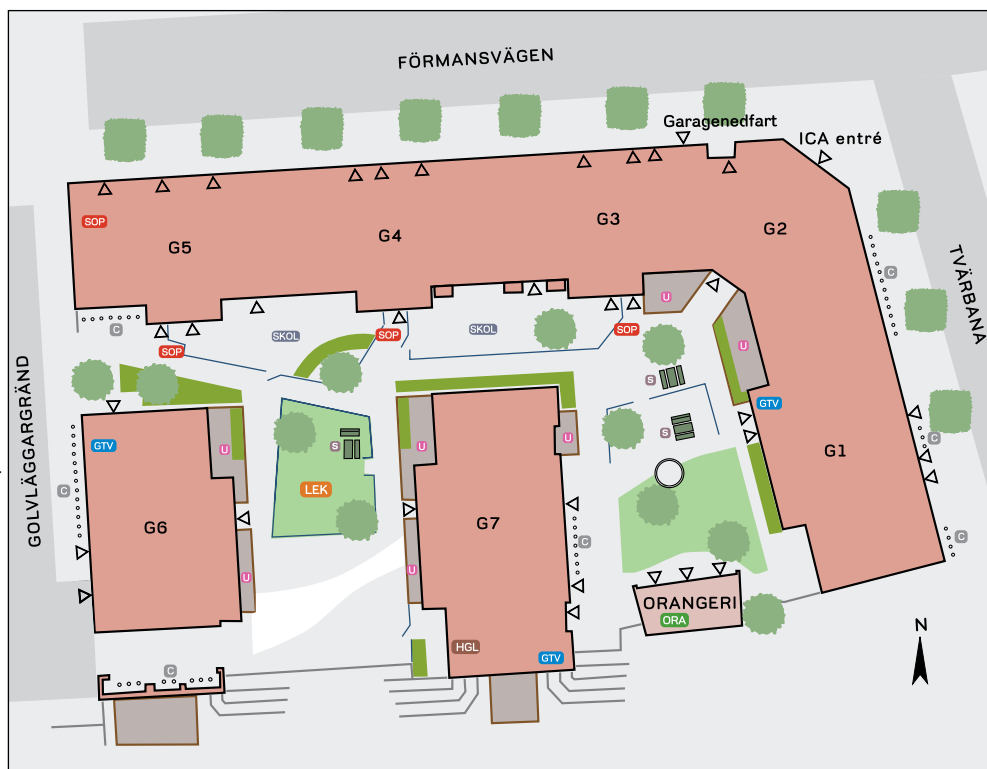 FÖRMANSVÄGEN
Garagenedfart
ICA entré
SOP
G5
G4
G3
G2
TVÄRBANA
C
U
C
SKOL
SOP
SKOL
SOP
U
SOP
S
GTV
GOLVLÄGGARGRÄND
GTV
U
S
U
U
S
C
G1
C
LEK
G6
G7
C
C
U
U
ORANGERI
ORA
HGL
GTV
C
N